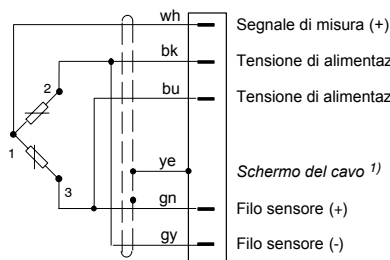 wh Segnale di misura (+)
bk Tensione di alimentaz
bu Tensione di alimentaz
2
1
3
ye Schermo del cavo 1)
gn Filo sensore (+)
gy Filo sensore (-)